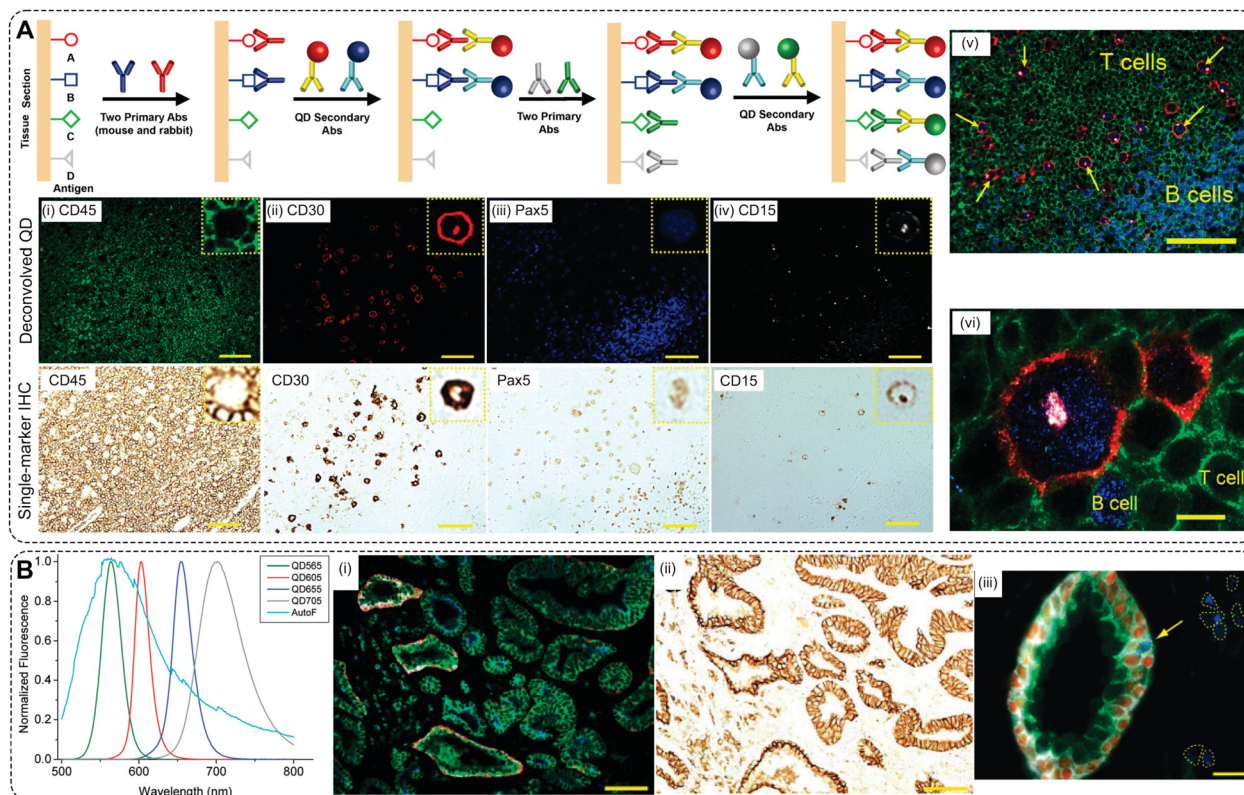 A
Tissue Section
A
B
C
D
Antigen
Two Primary Abs
(mouse and rabbit)
QD Secondary
Abs
Two Primary
Abs
QD Secondary
Abs
Deconvolved QD
(i) CD45
(ii) CD30
(iii) Pax5
(iv) CD15
Single-marker IHC
CD45
CD30
Pax5
CD15
(v)
T cells
B cells
(vi)
T cell
B cell
B
Normalized Fluorescence
1.0
0.8
0.6
0.4
0.2
0.0
500
600
700
800
Wavelength (nm)
QD565
QD605
QD655
QD705
AutoF
(i)
(ii)
(iii)